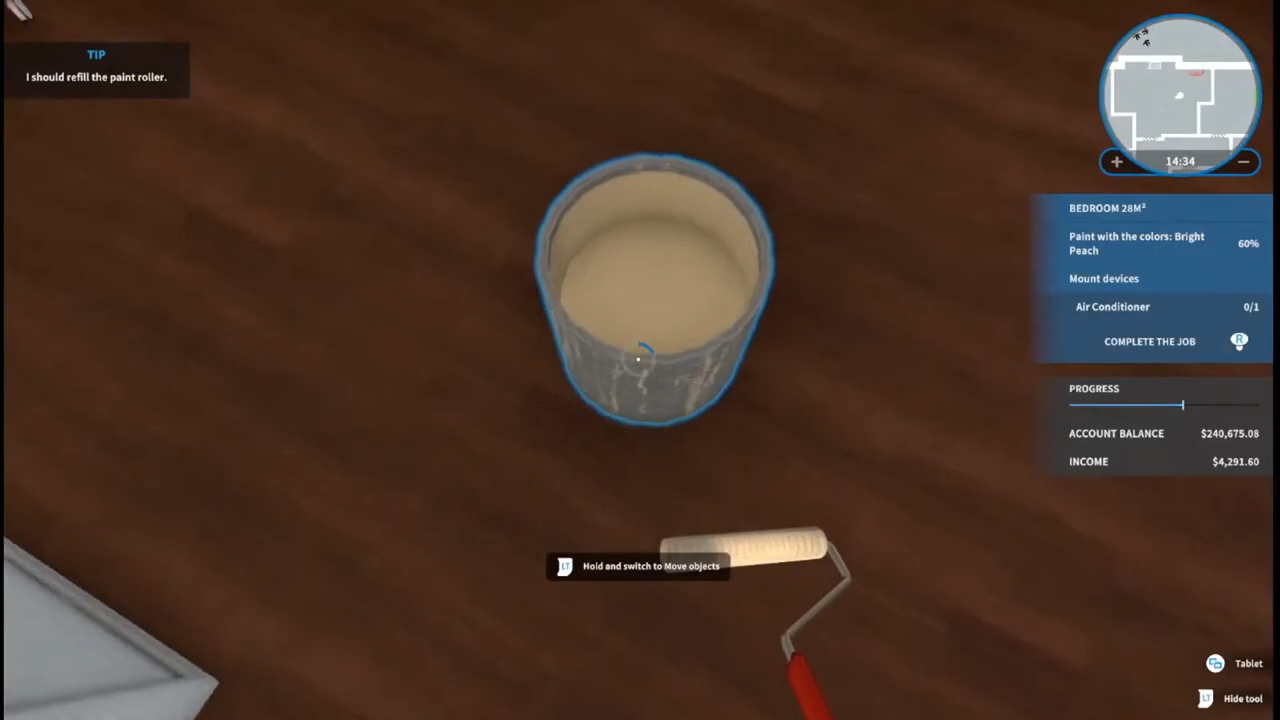 TIP
I should refill the paint roller.
14:34
BEDROOM 28M²
Paint with the colors: Bright
Peach
60%
Mount devices
Air Conditioner 0/1
COMPLETE THE JOB R
PROGRESS
ACCOUNT BALANCE $240,675.08
INCOME $4,291.60
LT Hold and switch to Move objects
Tablet
LT Hide tool